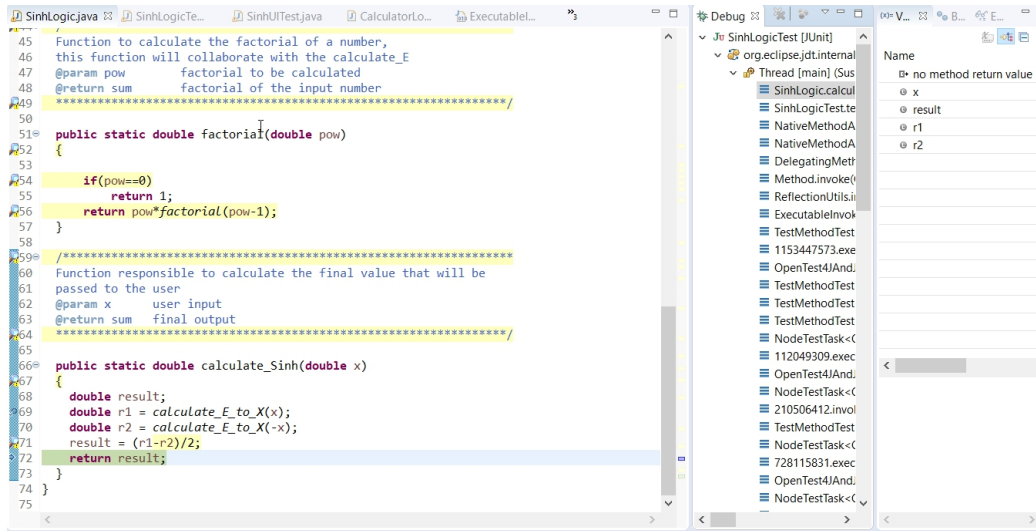 SinhLogic.java
SinhLogicTe...
SinhUITest.java
CalculatorLo...
ExecutableI...
»3
45 Function to calculate the factorial of a number,
46 this function will collaborate with the calculate_E
47 @param pow factorial to be calculated
48 @return sum factorial of the input number
49 *****************************************************************/
50
51 public static double factorial(double pow)
52 {
53
54 if(pow==0)
55 return 1;
56 return pow*factorial(pow-1);
57 }
58
59 /*****************************************************************
60 Function responsible to calculate the final value that will be
61 passed to the user
62 @param x user input
63 @return sum final output
64 *****************************************************************/
65
66 public static double calculate_Sinh(double x)
67 {
68 double result;
69 double r1 = calculate_E_to_X(x);
70 double r2 = calculate_E_to_X(-x);
71 result = (r1-r2)/2;
72 return result;
73 }
74 }
75
Debug
SinhLogicTest [JUnit]
org.eclipse.jdt.internal
Thread [main] (Sus
SinhLogic.calcul
SinhLogicTest.te
NativeMethodA
NativeMethodA
DelegatingMeth
Method.invoke(
ReflectionUtils.i
ExecutableInvok
TestMethodTest
1153447573.exe
OpenTest4JAndJ
TestMethodTest
TestMethodTest
TestMethodTest
NodeTestTask<C
112049309.exec
OpenTest4JAndJ
NodeTestTask<C
210506412.invo
TestMethodTest
NodeTestTask<C
728115831.exec
OpenTest4JAndJ
NodeTestTask<C
(x)= V...
B...
E...
Name
no method return value
x
result
r1
r2